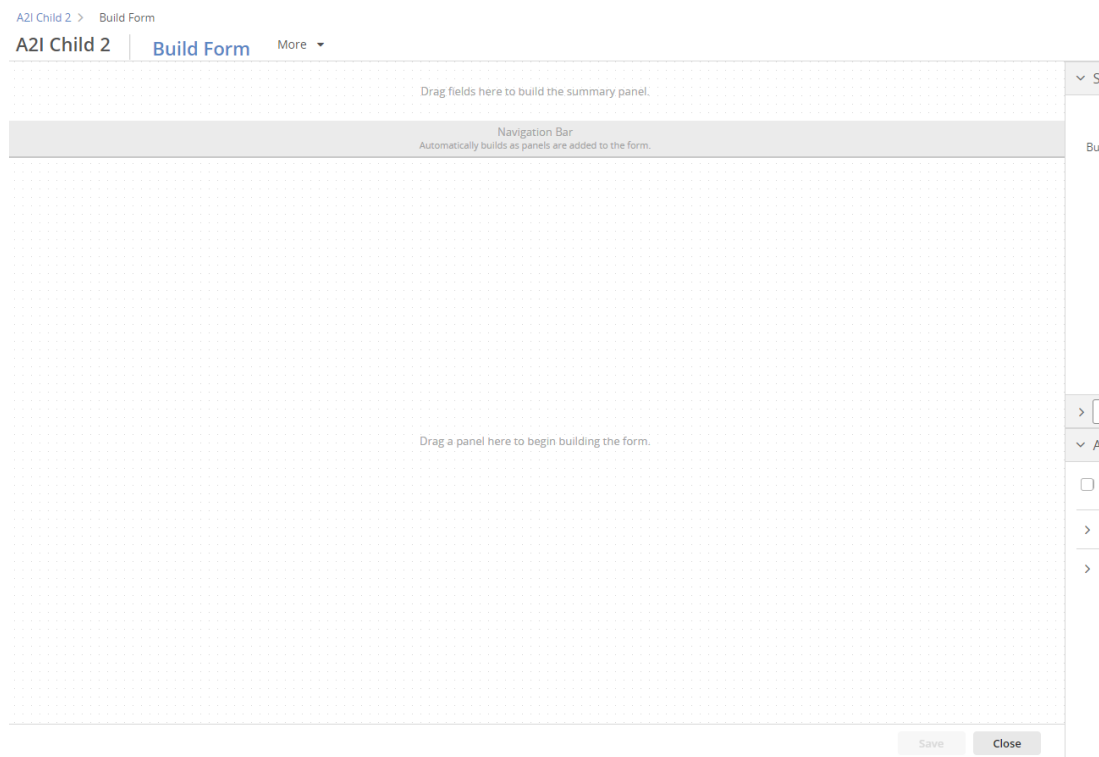 A2I Child 2 > Build Form
A2I Child 2 Build Form More
Drag fields here to build the summary panel.
Navigation Bar
Automatically builds as panels are added to the form.
Drag a panel here to begin building the form.
Save Close